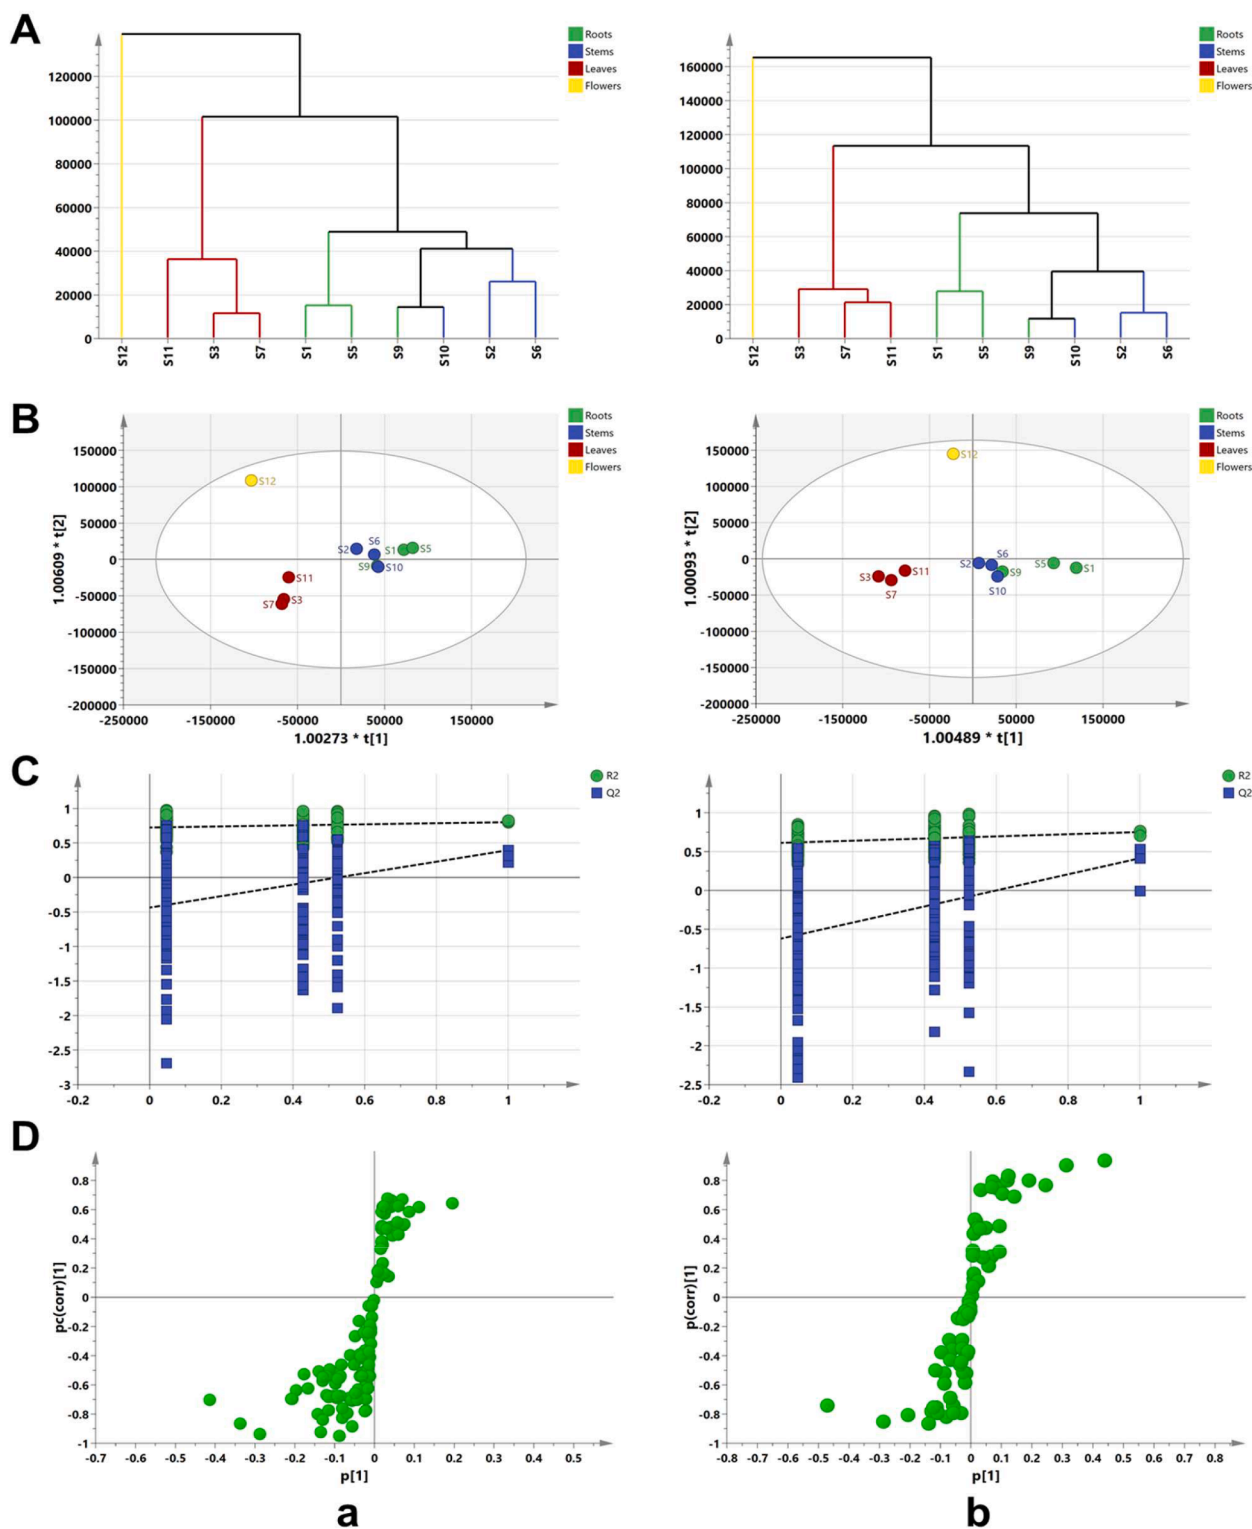 A
Roots
Stems
Leaves
Flowers
120000
100000
80000
60000
40000
20000
0
S12
S11
S3
S7
S1
S5
S9
S10
S2
S6
Roots
Stems
Leaves
Flowers
160000
140000
120000
100000
80000
60000
40000
20000
0
S12
S3
S7
S11
S1
S5
S9
S10
S2
S6
B
Roots
Stems
Leaves
Flowers
1.00609 * t[2]
150000
100000
50000
0
-50000
-100000
-150000
-200000
S12
S6
S2
S1
S5
S9
S10
S11
S7
S3
-250000
-150000
-50000
50000
150000
1.00273 * t[1]
Roots
Stems
Leaves
Flowers
1.00093 * t[2]
150000
100000
50000
0
-50000
-100000
-150000
-200000
S12
S6
S2
S5
S1
S9
S3
S11
S7
S10
-250000
-150000
-50000
50000
150000
1.00489 * t[1]
C
R2
Q2
1
0.5
0
-0.5
-1
-1.5
-2
-2.5
-3
-0.2
0
0.2
0.4
0.6
0.8
1
R2
Q2
1
0.5
0
-0.5
-1
-1.5
-2
-2.5
-0.2
0
0.2
0.4
0.6
0.8
1
D
pc(corr)[1]
0.8
0.6
0.4
0.2
0
-0.2
-0.4
-0.6
-0.8
-1
-0.7
-0.6
-0.5
-0.4
-0.3
-0.2
-0.1
0
0.1
0.2
0.3
0.4
0.5
p[1]
p(corr)[1]
0.8
0.6
0.4
0.2
0
-0.2
-0.4
-0.6
-0.8
-1
-0.8
-0.7
-0.6
-0.5
-0.4
-0.3
-0.2
-0.1
0
0.1
0.2
0.3
0.4
0.5
0.6
0.7
0.8
p[1]
a
b